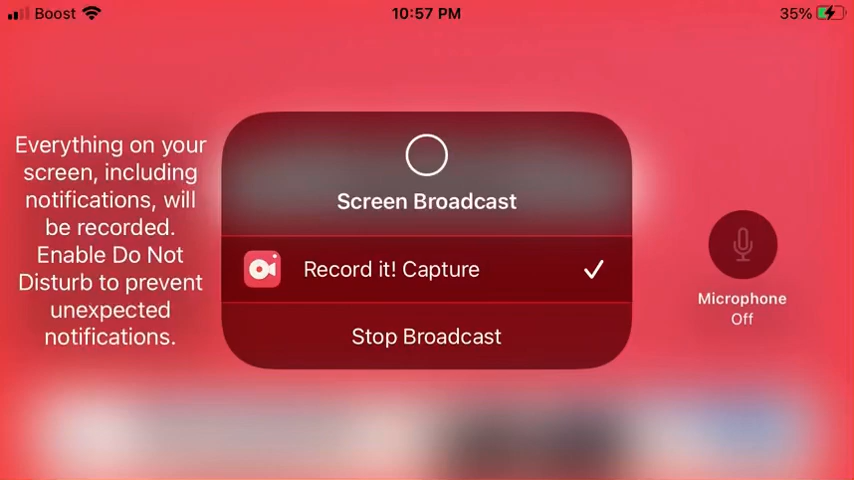 Boost
10:57 PM
35%
Everything on your
screen, including
notifications, will
be recorded.
Enable Do Not
Disturb to prevent
unexpected
notifications.
Screen Broadcast
Record it! Capture
Stop Broadcast
Microphone
Off